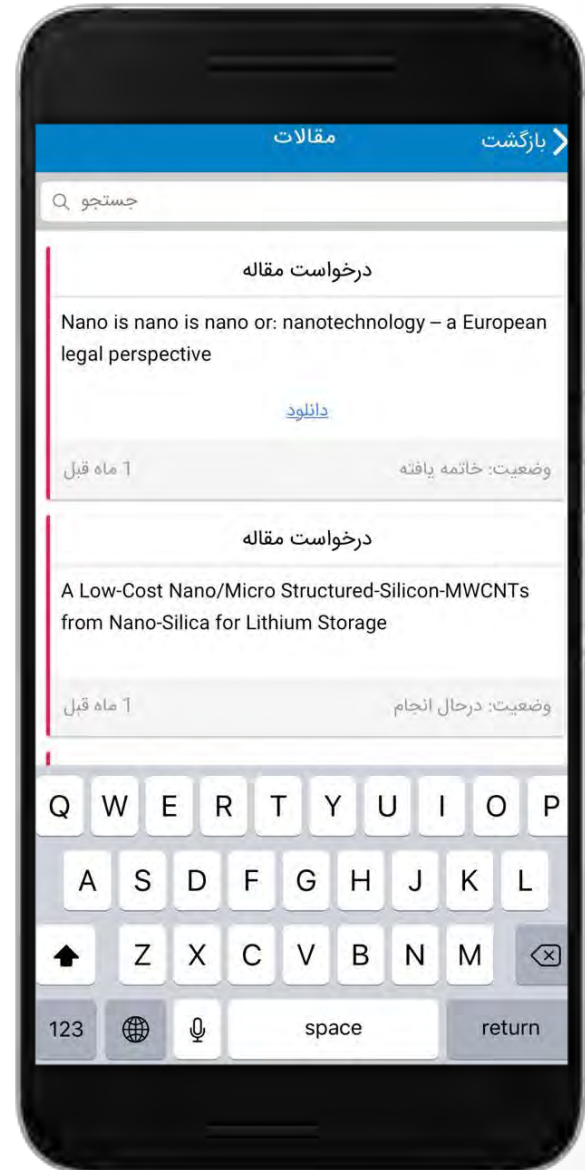 بازگشت
مقالات
جستجو
درخواست مقاله
Nano is nano is nano or: nanotechnology – a European
legal perspective
دانلود
وضعیت: خاتمه یافته
1 ماه قبل
درخواست مقاله
A Low-Cost Nano/Micro Structured-Silicon-MWCNTs
from Nano-Silica for Lithium Storage
وضعیت: درحال انجام
1 ماه قبل
Q W E R T Y U I O P
A S D F G H J K L
Z X C V B N M
123 space return